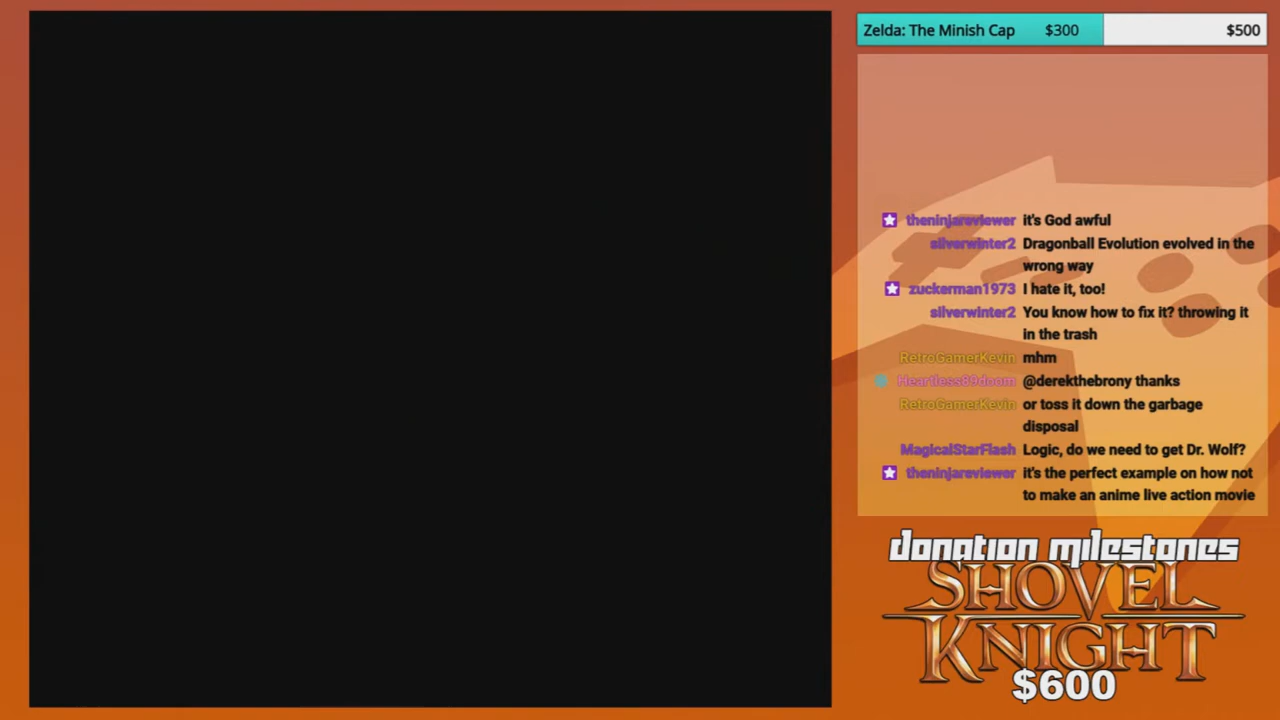 Zelda: The Minish Cap $300 $500
theninjareviewer it's God awful
silverwinter2 Dragonball Evolution evolved in the
wrong way
zuckerman1973 I hate it, too!
silverwinter2 You know how to fix it? throwing it
in the trash
RetroGamerKevin mhm
Heartless89doom @derekthebrony thanks
RetroGamerKevin or toss it down the garbage
disposal
MagicalStarFlash Logic, do we need to get Dr. Wolf?
theninjareviewer it's the perfect example on how not
to make an anime live action movie
donation milestones
SHOVEL
KNIGHT
$600